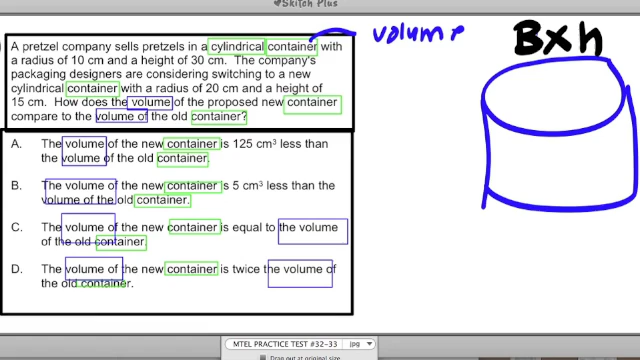 Skitch Plus
A pretzel company sells pretzels in a cylindrical container with
a radius of 10 cm and a height of 30 cm. The company's
packaging designers are considering switching to a new
cylindrical container with a radius of 20 cm and a height of
15 cm. How does the volume of the proposed new container
compare to the volume of the old container?
volume
B x h
A. The volume of the new container is 125 cm³ less than
the volume of the old container.
B. The volume of the new container is 5 cm³ less than the
volume of the old container.
C. The volume of the new container is equal to the volume
of the old container.
D. The volume of the new container is twice the volume of
the old container.
MTEL PRACTICE TEST #32-33
jpg
Drag out at original size